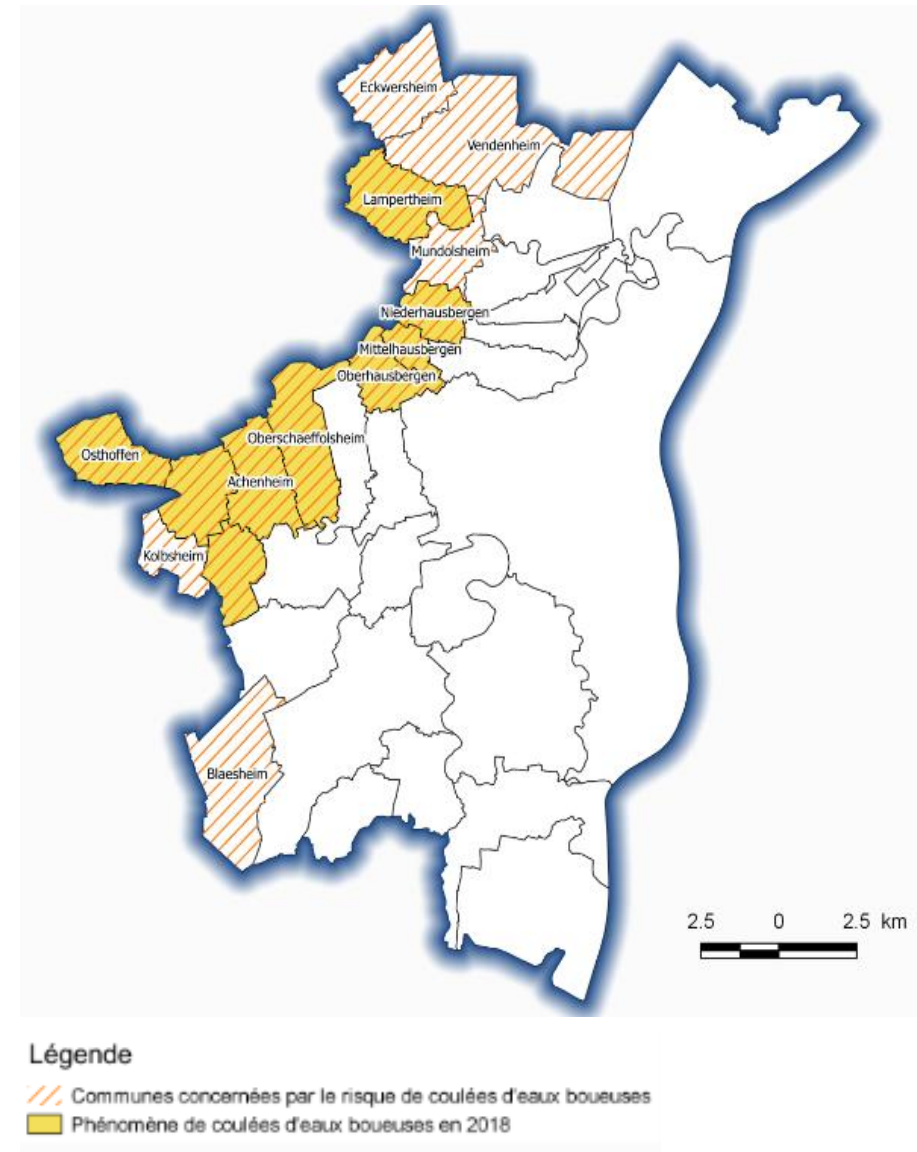 Eckwersheim
Vendenheim
Lampertheim
Mundolsheim
Niederhausbergen
Mittelhausbergen
Oberhausbergen
Oberschaeffolsheim
Osthoffen
Achenheim
Kolbsheim
Blaesheim
2.5 0 2.5 km
Légende
Communes concernées par le risque de coulées d'eaux boueuses
Phénomène de coulées d'eaux boueuses en 2018